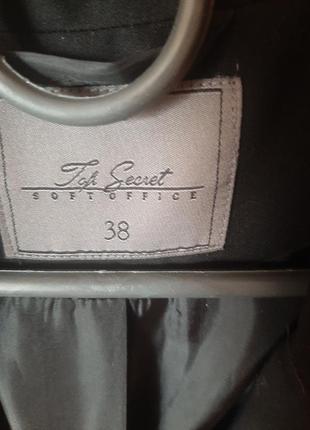 Top Secret
SOFT OFFICE
38